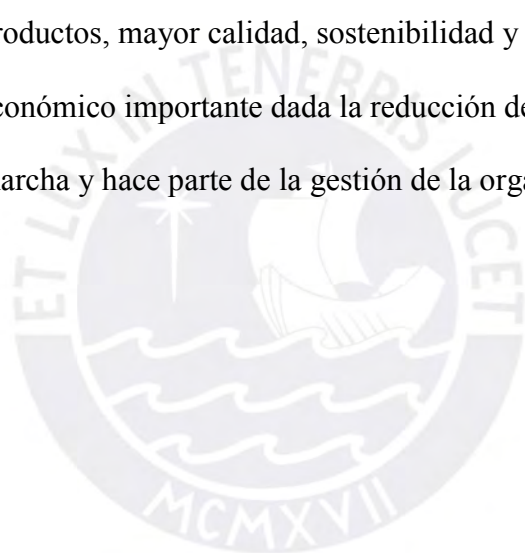 roductos, mayor calidad, sostenibilidad y
conómico importante dada la reducción de
archa y hace parte de la gestión de la orga
ET LUX IN TENEBRIS LUCET
MCMXVII